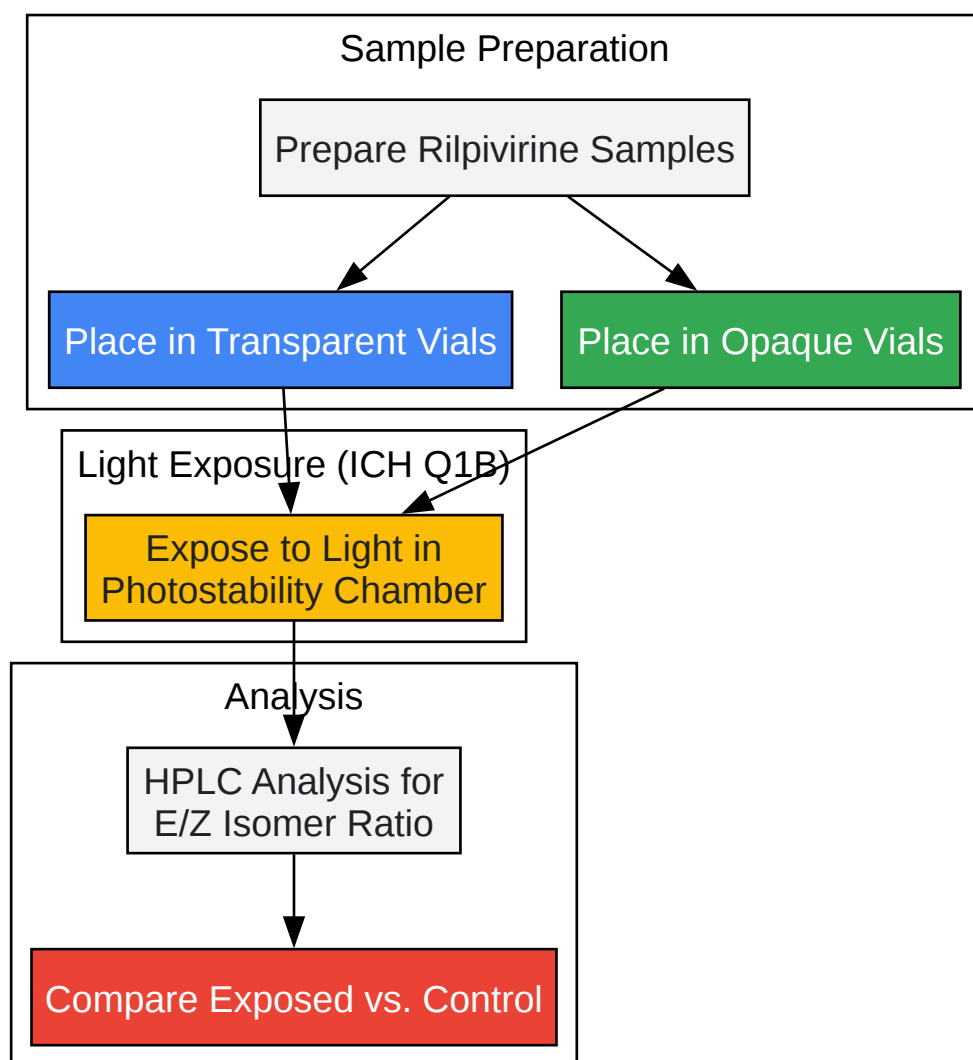 Sample Preparation
Prepare Rilpivirine Samples
Place in Transparent Vials
Place in Opaque Vials
Light Exposure (ICH Q1B)
Expose to Light in
Photostability Chamber
Analysis
HPLC Analysis for
E/Z Isomer Ratio
Compare Exposed vs. Control